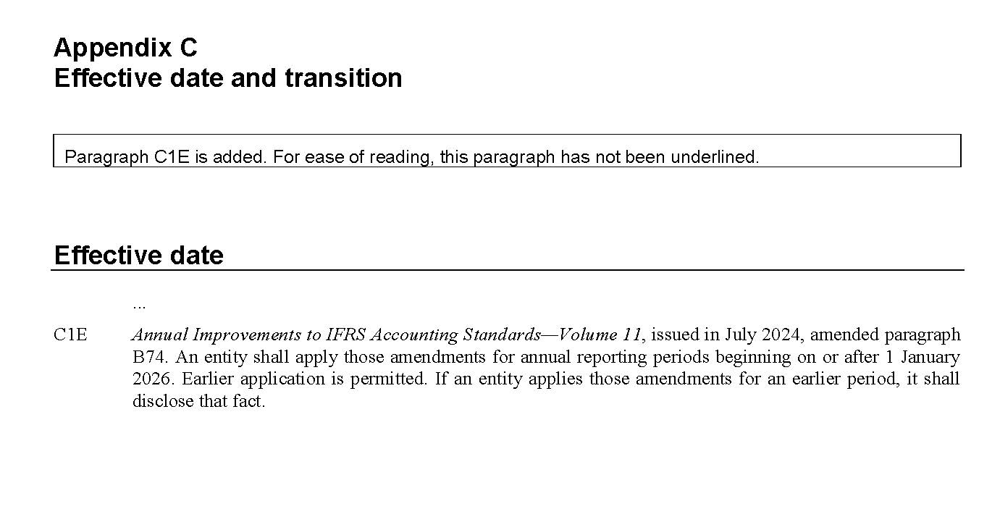 Appendix C
Effective date and transition
Paragraph C1E is added. For ease of reading, this paragraph has not been underlined.
Effective date
...
C1E Annual Improvements to IFRS Accounting Standards—Volume 11, issued in July 2024, amended paragraph
B74. An entity shall apply those amendments for annual reporting periods beginning on or after 1 January
2026. Earlier application is permitted. If an entity applies those amendments for an earlier period, it shall
disclose that fact.